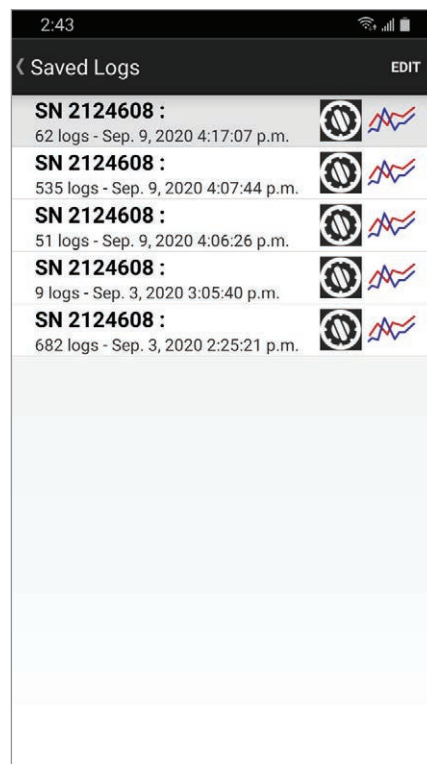 2:43
Saved Logs
EDIT
SN 2124608 :
62 logs - Sep. 9, 2020 4:17:07 p.m.
SN 2124608 :
535 logs - Sep. 9, 2020 4:07:44 p.m.
SN 2124608 :
51 logs - Sep. 9, 2020 4:06:26 p.m.
SN 2124608 :
9 logs - Sep. 3, 2020 3:05:40 p.m.
SN 2124608 :
682 logs - Sep. 3, 2020 2:25:21 p.m.